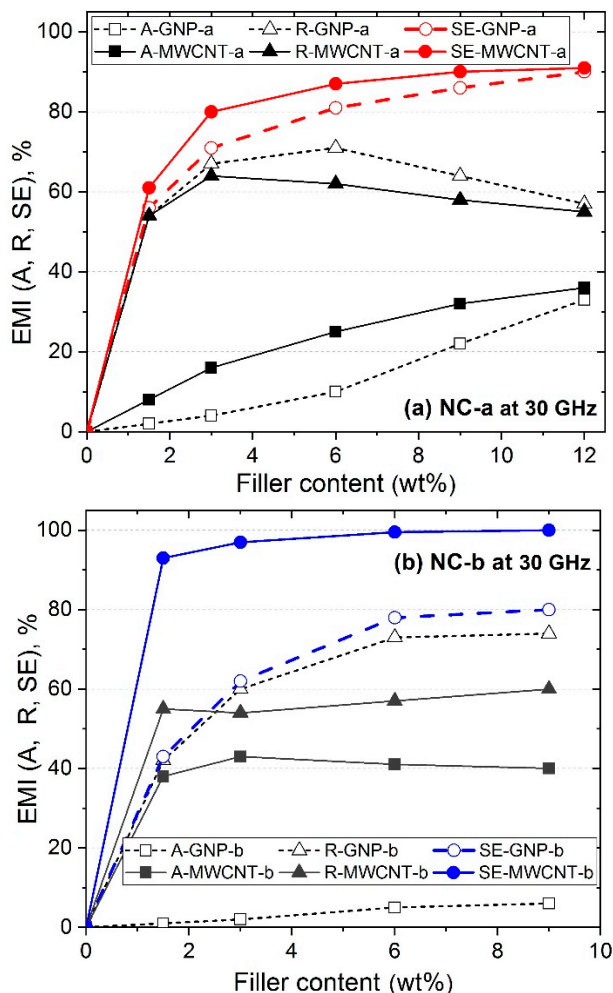 A-GNP-a R-GNP-a SE-GNP-a
A-MWCNT-a R-MWCNT-a SE-MWCNT-a
100
80
60
40
20
0
EMI (A, R, SE), %
(a) NC-a at 30 GHz
0 2 4 6 8 10 12
Filler content (wt%)
100
80
60
40
20
0
EMI (A, R, SE), %
(b) NC-b at 30 GHz
A-GNP-b R-GNP-b SE-GNP-b
A-MWCNT-b R-MWCNT-b SE-MWCNT-b
0 2 4 6 8 10
Filler content (wt%)